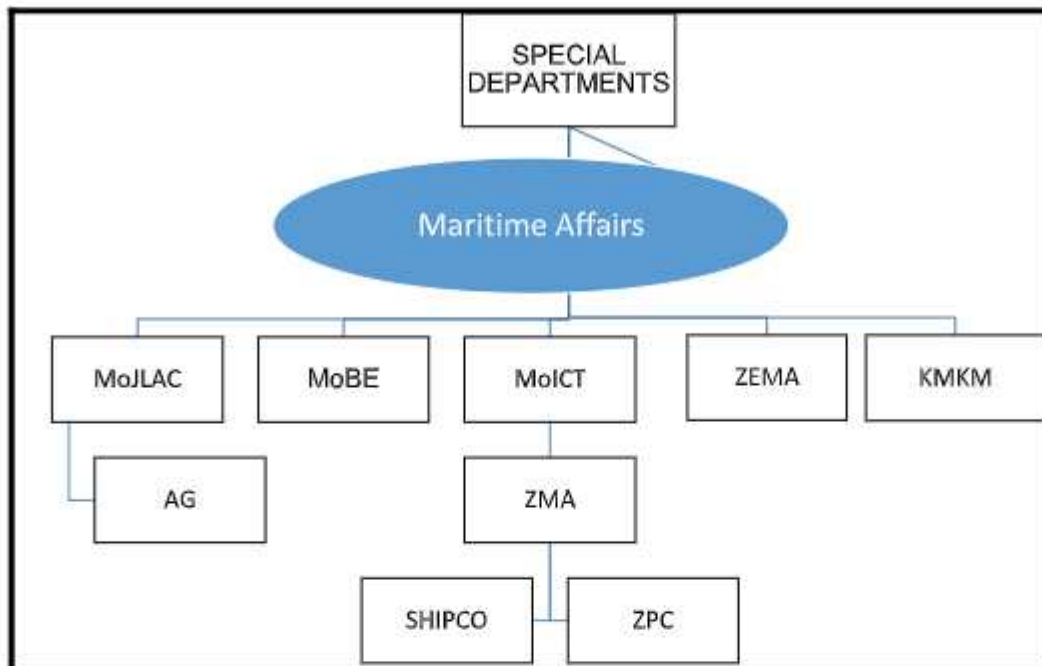 SPECIAL
DEPARTMENTS
Maritime Affairs
MoJLAC
MoBE
MoICT
ZEMA
KMKM
AG
ZMA
SHIPCO
ZPC